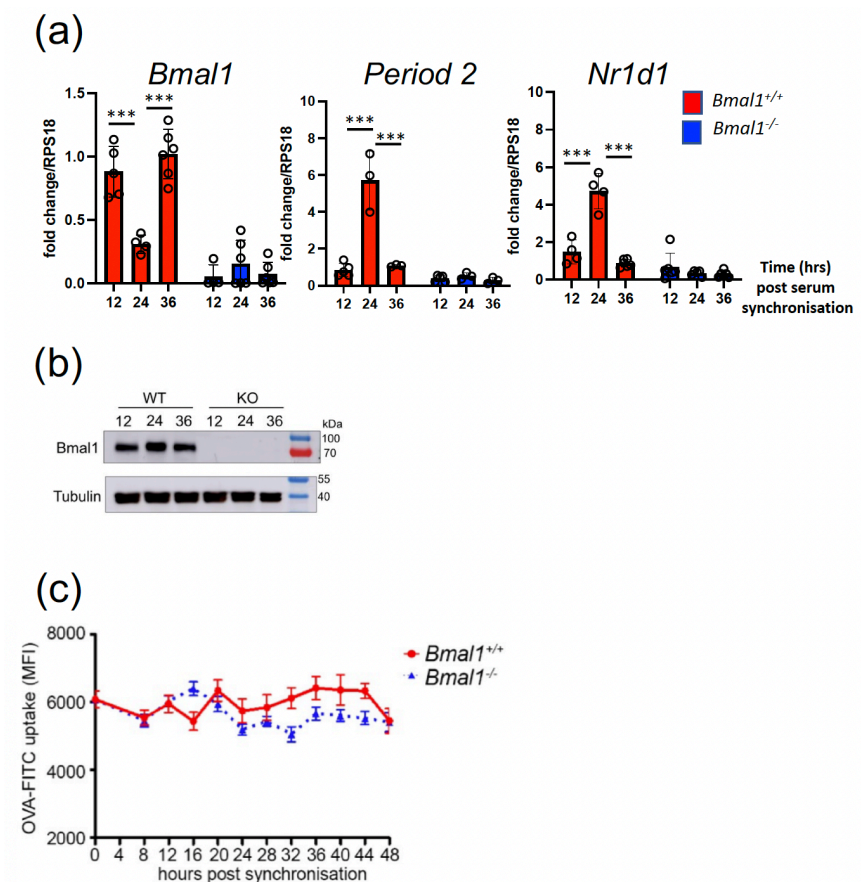 (a)
Bmal1
Period 2
Nr1d1
*** ***
*** ***
*** ***
Bmal1+/+
Bmal1-/-
fold change/RPS18
1.5
1.0
0.5
0.0
12 24 36 12 24 36
fold change/RPS18
10
8
6
4
2
0
12 24 36 12 24 36
fold change/RPS18
10
8
6
4
2
0
12 24 36 12 24 36
Time (hrs)
post serum
synchronisation
(b)
WT KO
12 24 36 12 24 36 kDa
Bmal1 100
70
55
Tubulin 40
(c)
OVA-FITC uptake (MFI)
8000
6000
4000
2000
Bmal1+/+
Bmal1-/-
0 4 8 12 16 20 24 28 32 36 40 44 48
hours post synchronisation